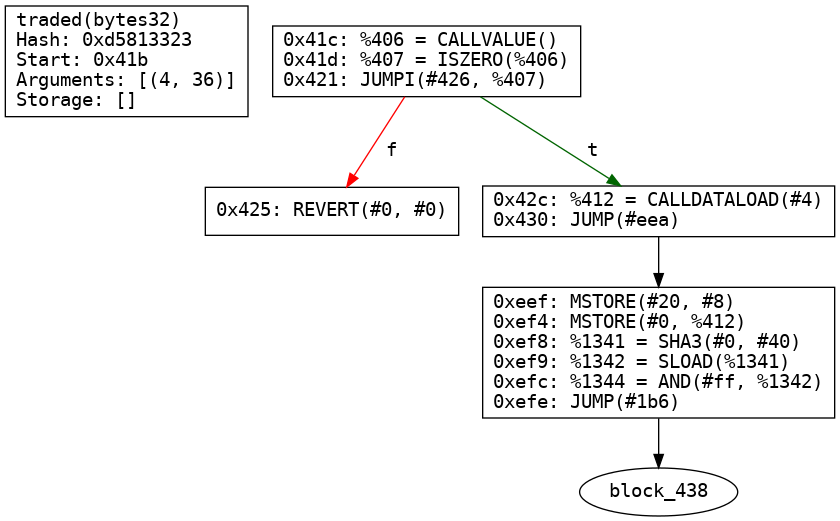 traded(bytes32)
Hash: 0xd5813323
Start: 0x41b
Arguments: [(4, 36)]
Storage: []
0x41c: %406 = CALLVALUE()
0x41d: %407 = ISZERO(%406)
0x421: JUMPI(#426, %407)
f
t
0x425: REVERT(#0, #0)
0x42c: %412 = CALLDATALOAD(#4)
0x430: JUMP(#eea)
0xeef: MSTORE(#20, #8)
0xef4: MSTORE(#0, %412)
0xef8: %1341 = SHA3(#0, #40)
0xef9: %1342 = SLOAD(%1341)
0xefc: %1344 = AND(#ff, %1342)
0xefe: JUMP(#1b6)
block_438